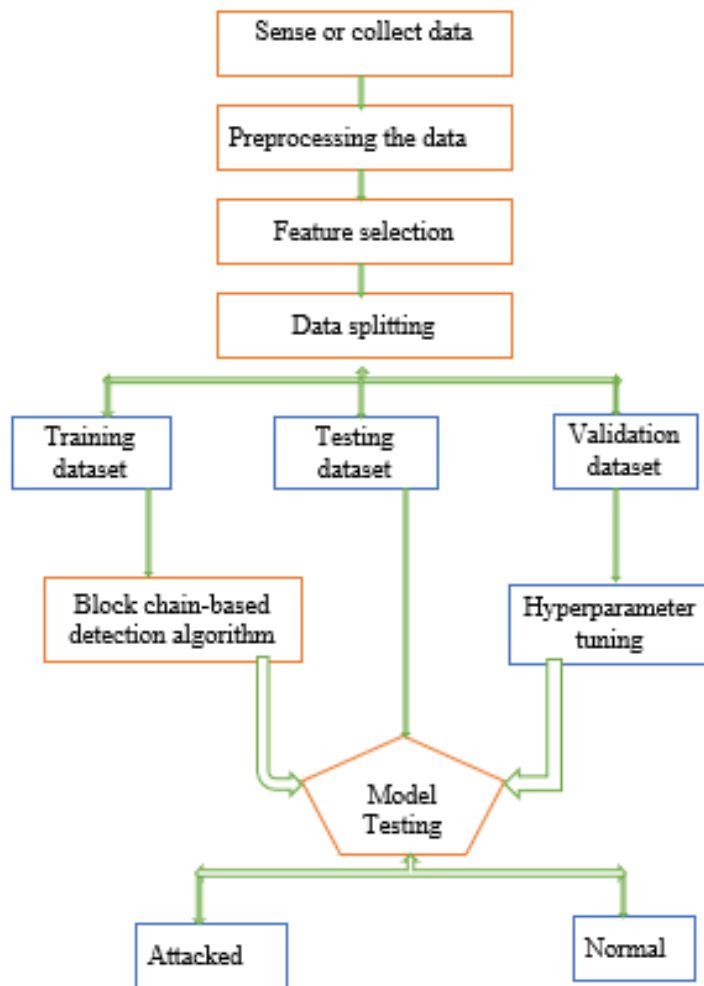 Sense or collect data
Preprocessing the data
Feature selection
Data splitting
Training
dataset
Testing
dataset
Validation
dataset
Block chain-based
detection algorithm
Hyperparameter
tuning
Model
Testing
Attacked
Normal